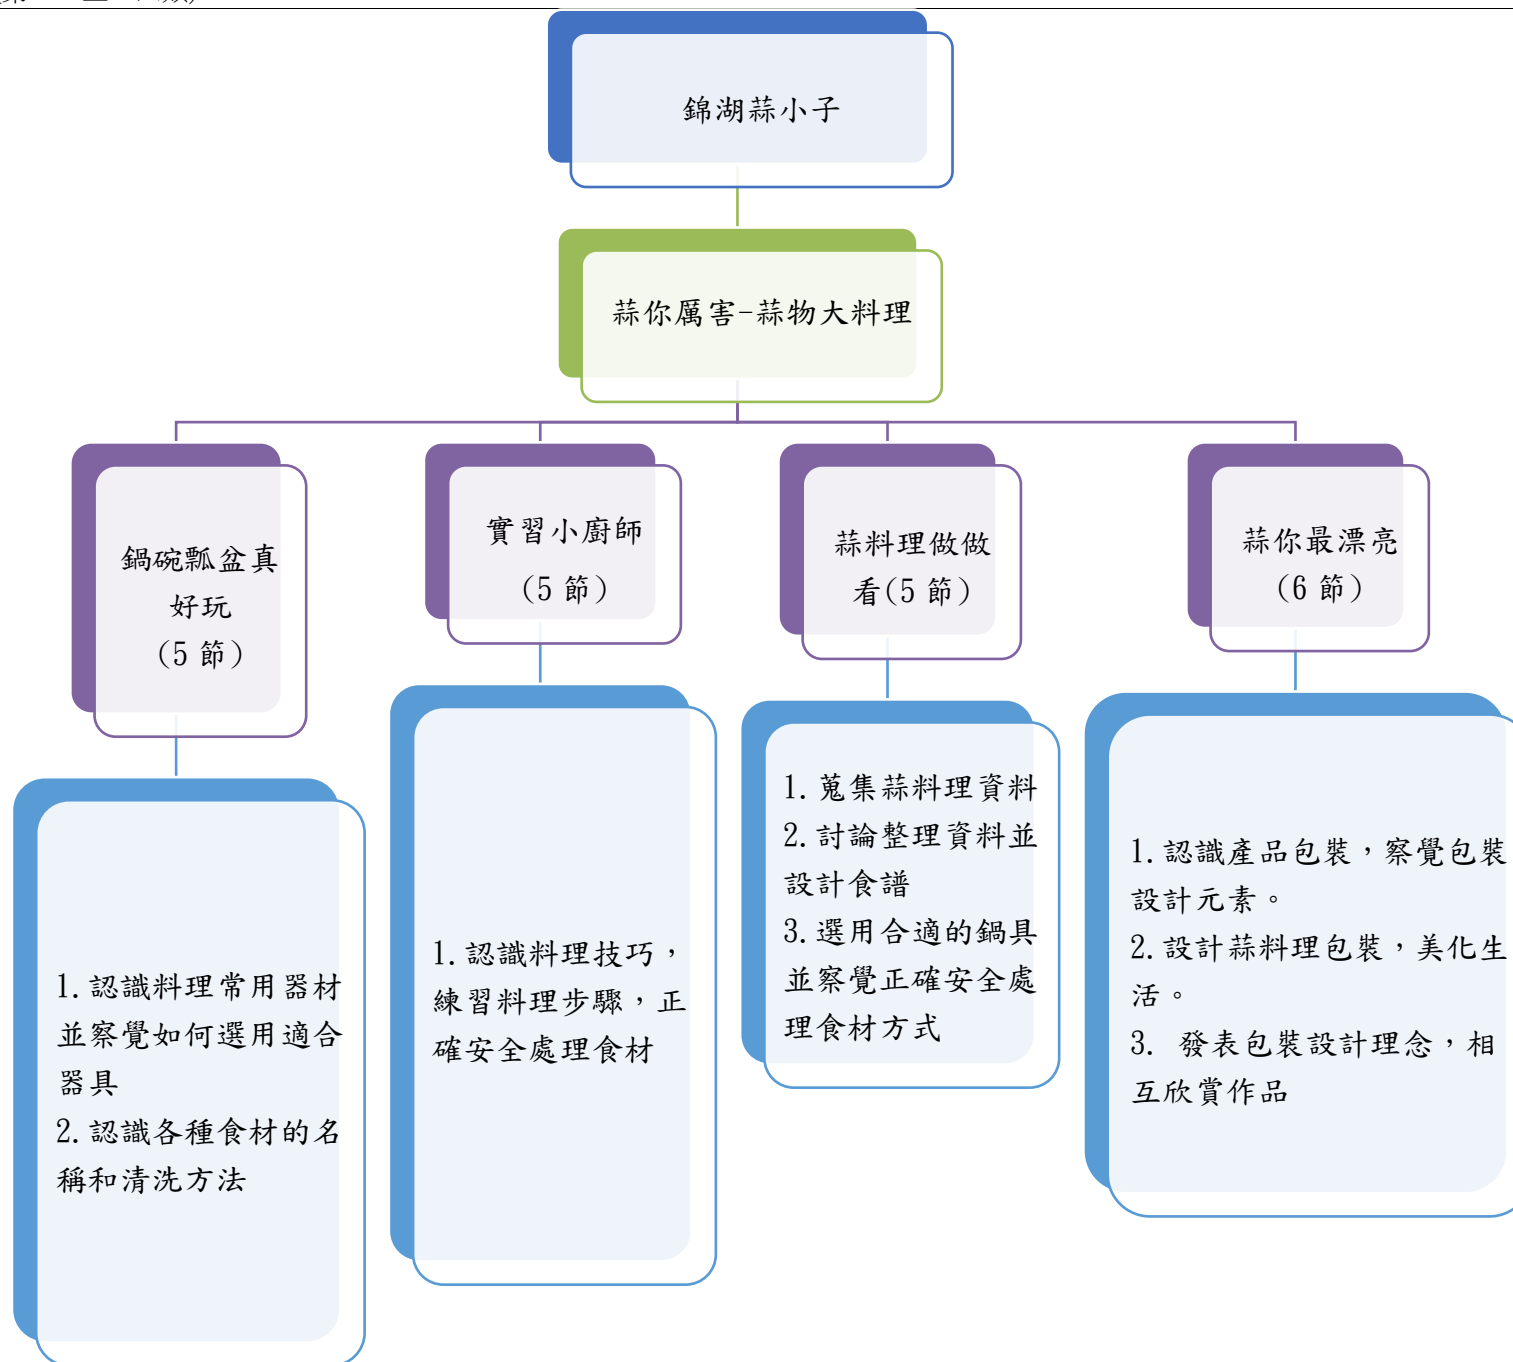 錦湖蒜小子
蒜你厲害-蒜物大料理
鍋碗瓢盆真
好玩
(5 節)
實習小廚師
(5 節)
蒜料理做做
看(5 節)
蒜你最漂亮
(6 節)
1.認識料理常用器材
並察覺如何選用適合
器具
2.認識各種食材的名
稱和清洗方法
1.認識料理技巧，
練習料理步驟，正
確安全處理食材
1.蒐集蒜料理資料
2.討論整理資料並
設計食譜
3.選用合適的鍋具
並察覺正確安全處
理食材方式
1.認識產品包裝，察覺包裝
設計元素。
2.設計蒜料理包裝，美化生
活。
3. 發表包裝設計理念，相
互欣賞作品